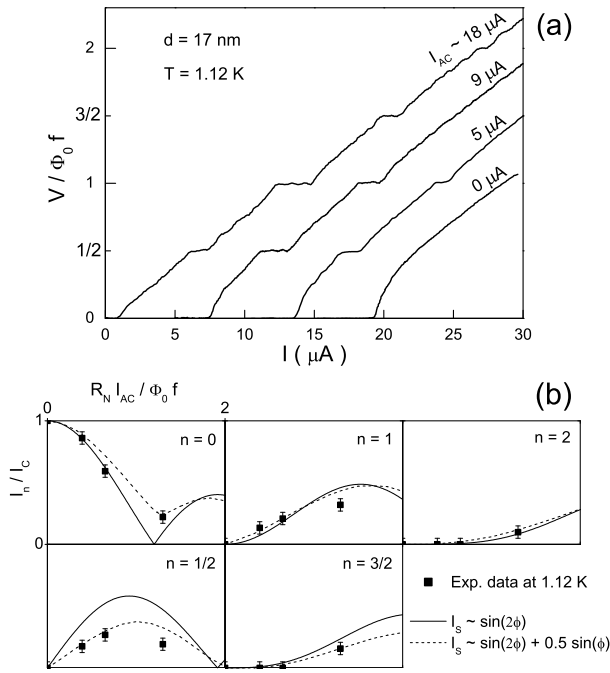 (a)
d = 17 nm
T = 1.12 K
I_AC ~ 18 μA
9 μA
5 μA
0 μA
V / Φ₀ f
2
3/2
1
1/2
0
0 5 10 15 20 25 30
I ( μA )
R_N I_AC / Φ₀ f
(b)
0 2
I_n / I_C
1
0
n = 0
n = 1
n = 2
n = 1/2
n = 3/2
Exp. data at 1.12 K
I_S ~ sin(2ϕ)
I_S ~ sin(2ϕ) + 0.5 sin(ϕ)